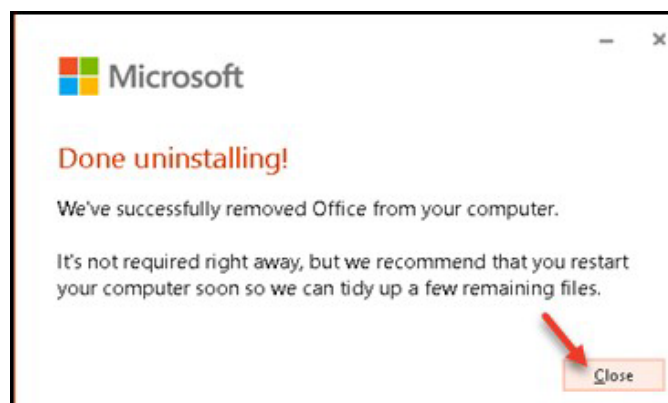 Microsoft
Done uninstalling!
We've successfully removed Office from your computer.
It's not required right away, but we recommend that you restart
your computer soon so we can tidy up a few remaining files.
Close